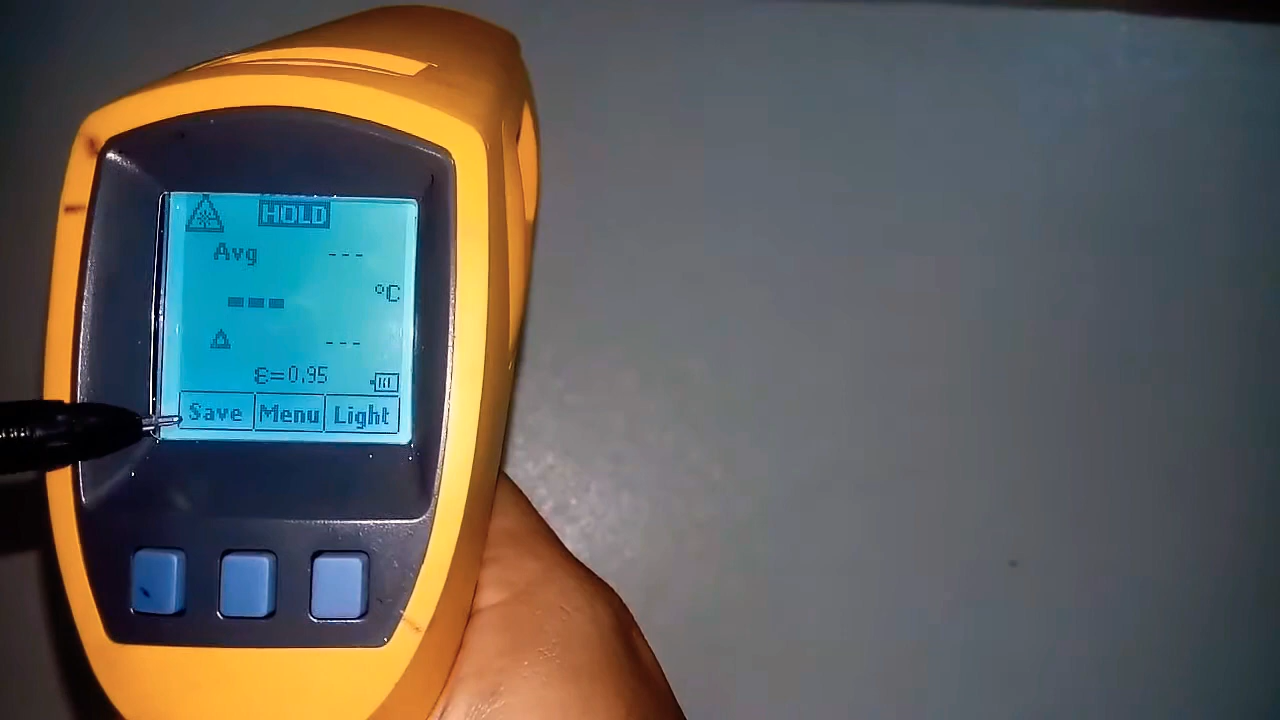 HOLD
Avg ---
--- °C
Δ ---
ε=0.95
Save Menu Light